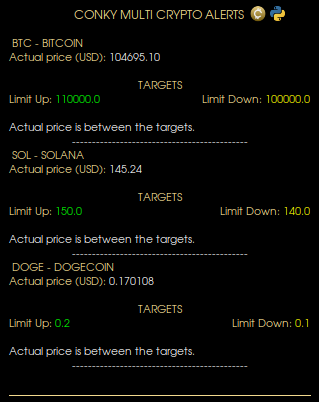 CONKY MULTI CRYPTO ALERTS
BTC - BITCOIN
Actual price (USD): 104695.10
TARGETS
Limit Up: 110000.0 Limit Down: 100000.0
Actual price is between the targets.
--------------------------------------------
SOL - SOLANA
Actual price (USD): 145.24
TARGETS
Limit Up: 150.0 Limit Down: 140.0
Actual price is between the targets.
--------------------------------------------
DOGE - DOGECOIN
Actual price (USD): 0.170108
TARGETS
Limit Up: 0.2 Limit Down: 0.1
Actual price is between the targets.
--------------------------------------------